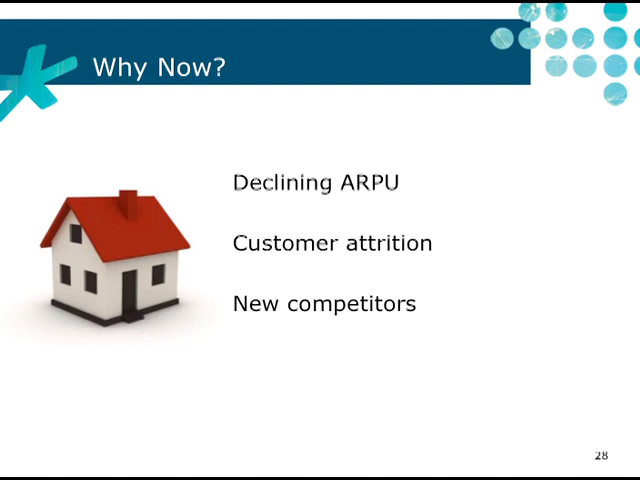 Why Now?
Declining ARPU
Customer attrition
New competitors
28